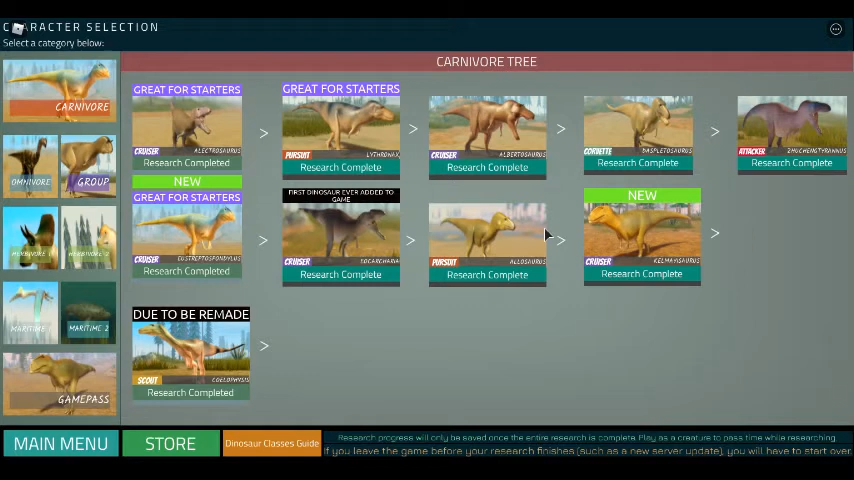 CHARACTER SELECTION
Select a category below:
CARNIVORE
OMNIVORE
GROUP
HERBIVORE 1
HERBIVORE 2
MARITIME 1
MARITIME 2
GAMEPASS
CARNIVORE TREE
GREAT FOR STARTERS
CRUISER
ALECTROSAURUS
Research Completed
>
GREAT FOR STARTERS
PURSUIT
LYTHRONAX
Research Complete
>
CRUISER
ALBERTOSAURUS
Research Complete
>
CORVETTE
DASPLETOSAURUS
Research Complete
>
ATTACKER
ZHUCHENGTYRANNUS
Research Complete
NEW
GREAT FOR STARTERS
CRUISER
EUSTREPTOSPONDYLUS
Research Completed
>
FIRST DINOSAUR EVER ADDED TO
GAME
CRUISER
EOCARCHARIA
Research Complete
>
PURSUIT
ALLOSAURUS
Research Complete
>
NEW
CRUISER
KELMAYISAURUS
Research Complete
>
DUE TO BE REMADE
SCOUT
COELOPHYSIS
Research Completed
>
MAIN MENU
STORE
Dinosaur Classes Guide
Research progress will only be saved once the entire research is complete. Play as a creature to pass time while researching.
If you leave the game before your research finishes (such as a new server update), you will have to start over.